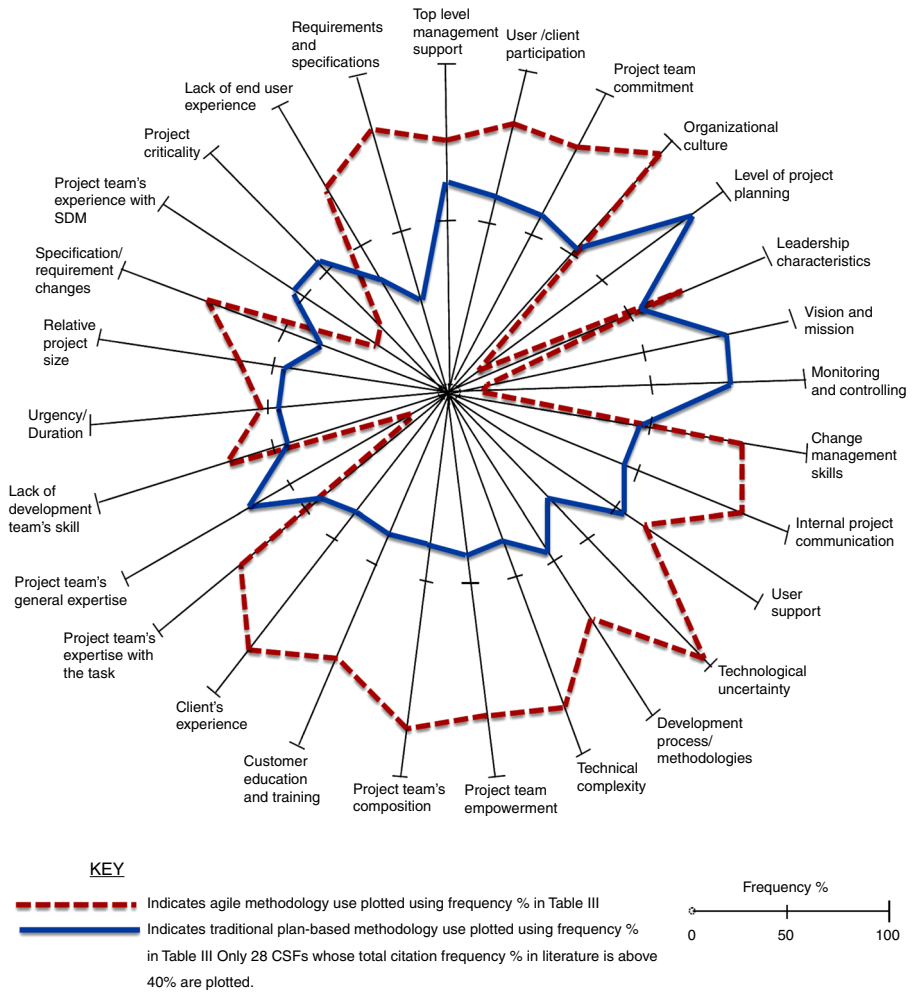 Top level
management
support
User /client
participation
Project team
commitment
Organizational
culture
Level of project
planning
Leadership
characteristics
Vision and
mission
Monitoring
and controlling
Change
management
skills
Internal project
communication
User
support
Technological
uncertainty
Development
process/
methodologies
Technical
complexity
Project team
empowerment
Project team's
composition
Customer
education
and training
Client's
experience
Project team's
expertise with
the task
Project team's
general expertise
Lack of
development
team's skill
Urgency/
Duration
Relative
project
size
Specification/
requirement
changes
Project team's
experience with
SDM
Project
criticality
Lack of end user
experience
Requirements
and
specifications
KEY
Indicates agile methodology use plotted using frequency % in Table III
Indicates traditional plan-based methodology use plotted using frequency %
in Table III Only 28 CSFs whose total citation frequency % in literature is above
40% are plotted.
Frequency %
0 50 100